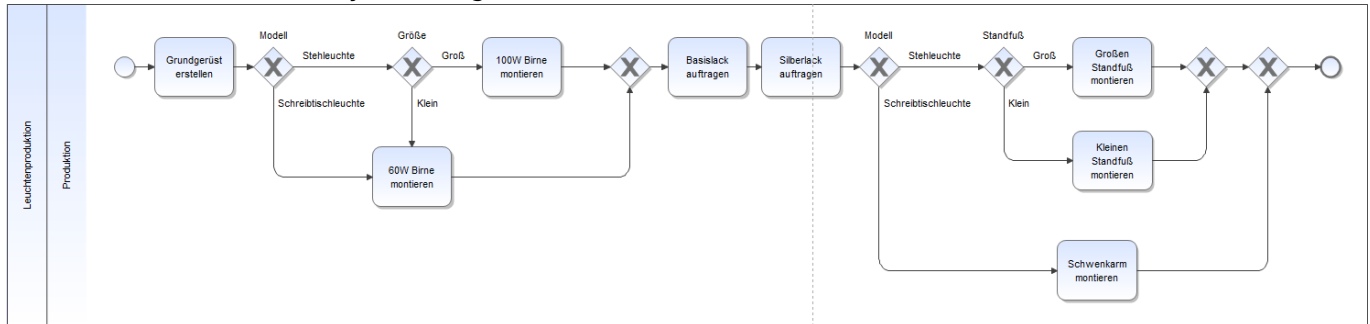 Leuchtenproduktion
Produktion
Grundgerüst
erstellen
Modell
Stehleuchte
Schreibtischleuchte
Größe
Groß
Klein
100W Birne
montieren
60W Birne
montieren
Basislack
auftragen
Silberlack
auftragen
Modell
Stehleuchte
Schreibtischleuchte
Standfuß
Groß
Klein
Großen
Standfuß
montieren
Kleinen
Standfuß
montieren
Schwenkarm
montieren